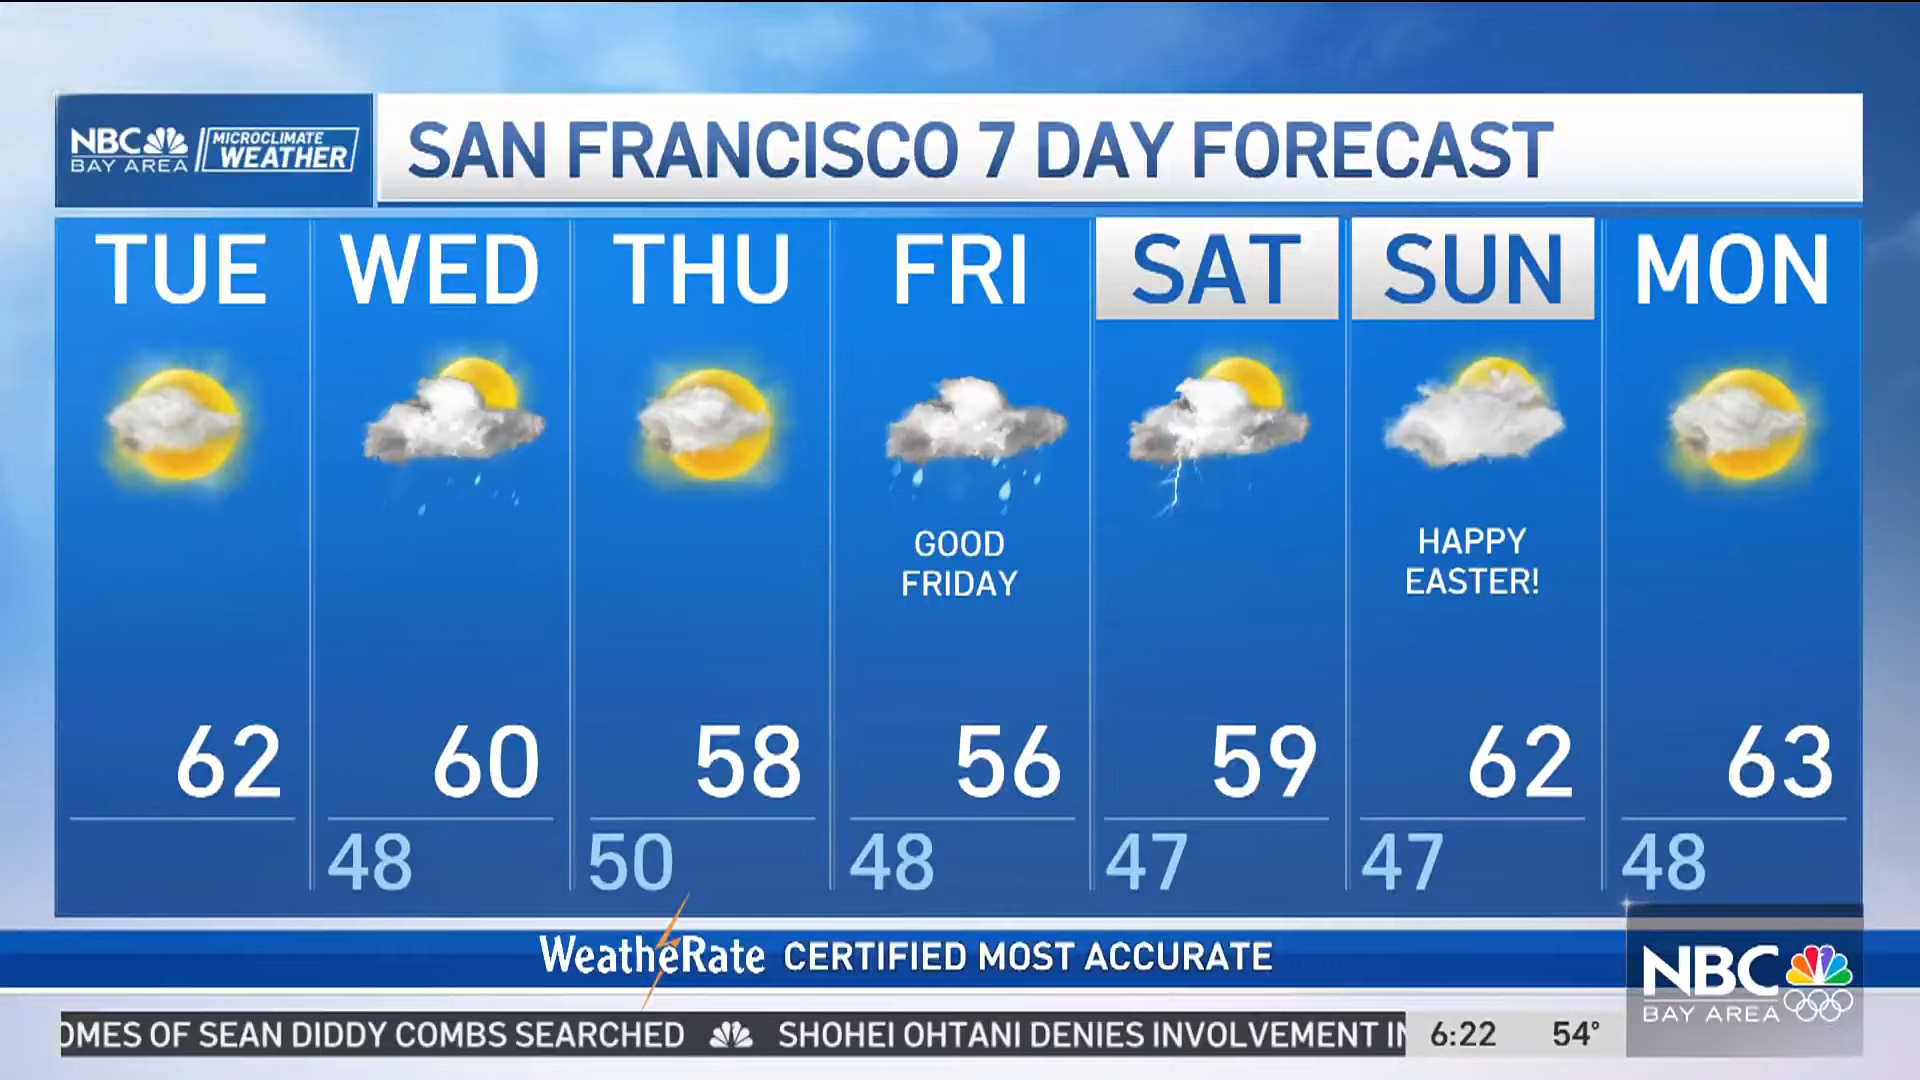 NBC
BAY AREA
MICROCLIMATE
WEATHER
SAN FRANCISCO 7 DAY FORECAST
TUE
WED
THU
FRI
SAT
SUN
MON
GOOD
FRIDAY
HAPPY
EASTER!
62
60
58
56
59
62
63
48
50
48
47
47
48
WeatheRate CERTIFIED MOST ACCURATE
NBC
BAY AREA
OMES OF SEAN DIDDY COMBS SEARCHED SHOHEI OHTANI DENIES INVOLVEMENT IN
6:22 54°